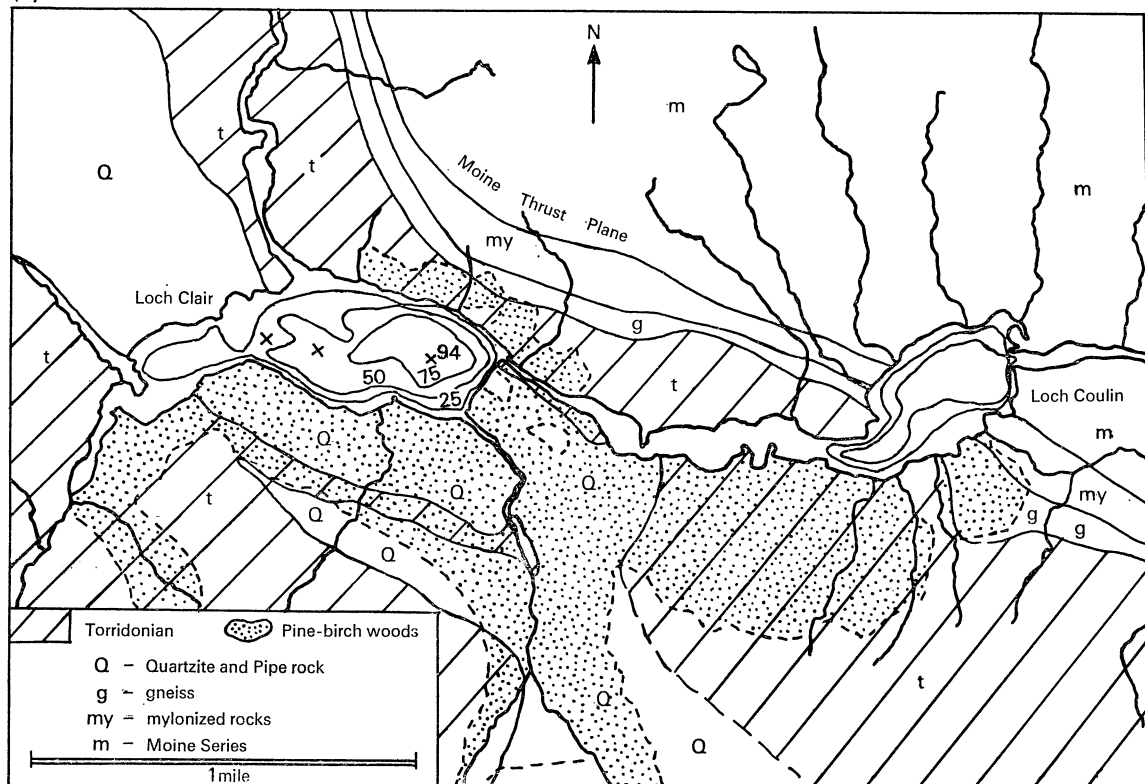 N
m
t
Q
t
Moine Thrust Plane
m
my
Loch Clair
g
94
t
50
75
t
25
Loch Coulin
m
Q
Q
Q
my
t
g
g
Q
Torridonian
Pine-birch woods
Q - Quartzite and Pipe rock
g - gneiss
my - mylonized rocks
m - Moine Series
1 mile
t
Q
Q